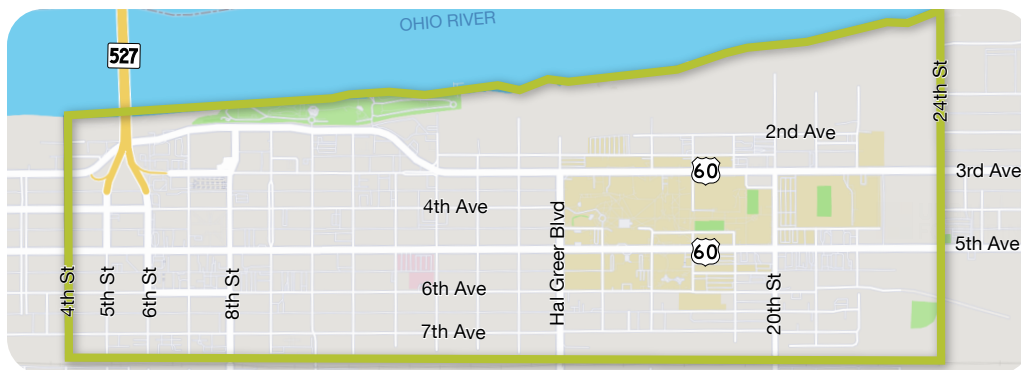 OHIO RIVER
527
24th St
2nd Ave
60
3rd Ave
4th Ave
Hal Greer Blvd
5th Ave
60
4th St
5th St
6th St
8th St
6th Ave
20th St
7th Ave